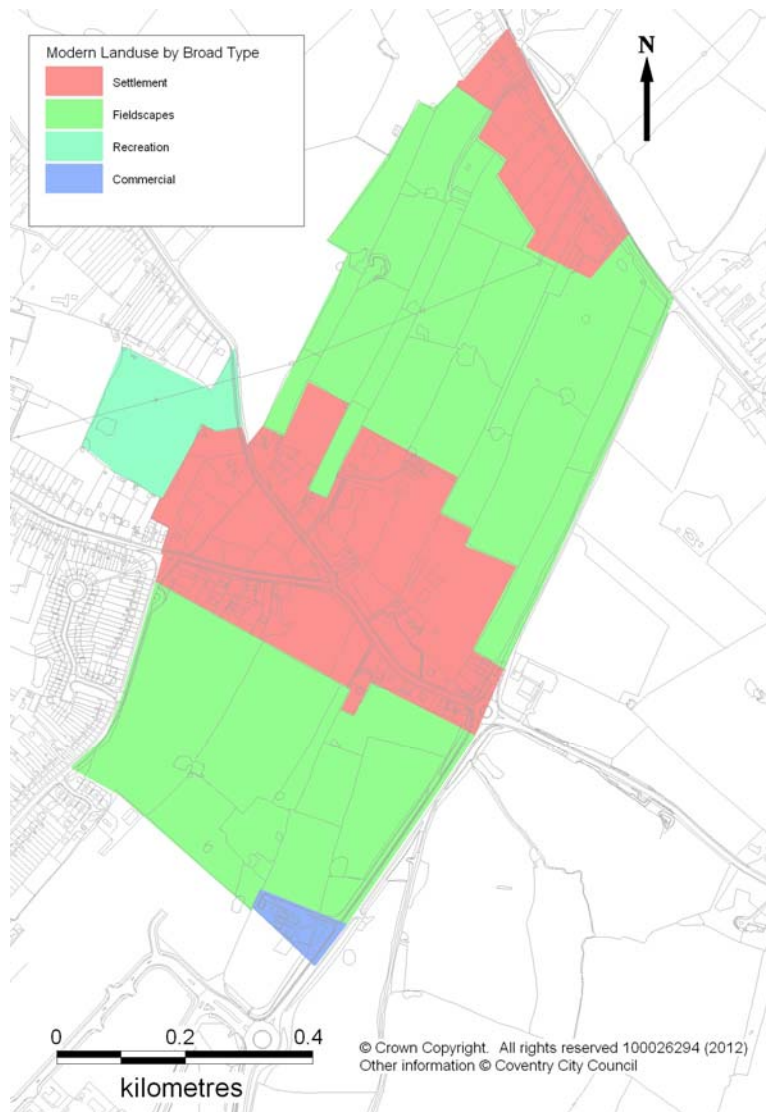 Modern Landuse by Broad Type
Settlement
Fieldscapes
Recreation
Commercial
N
0 0.2 0.4
kilometres
© Crown Copyright. All rights reserved 100026294 (2012)
Other information © Coventry City Council